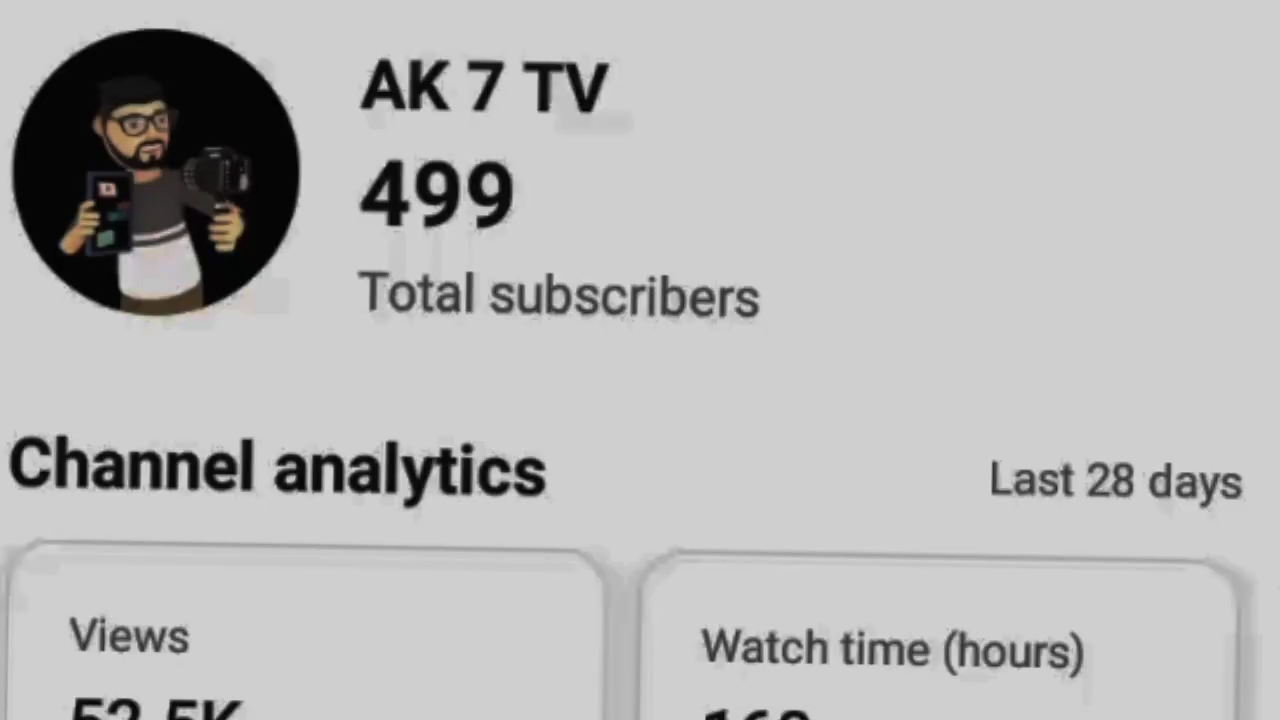 AK 7 TV
499
Total subscribers
Channel analytics
Last 28 days
Views
Watch time (hours)